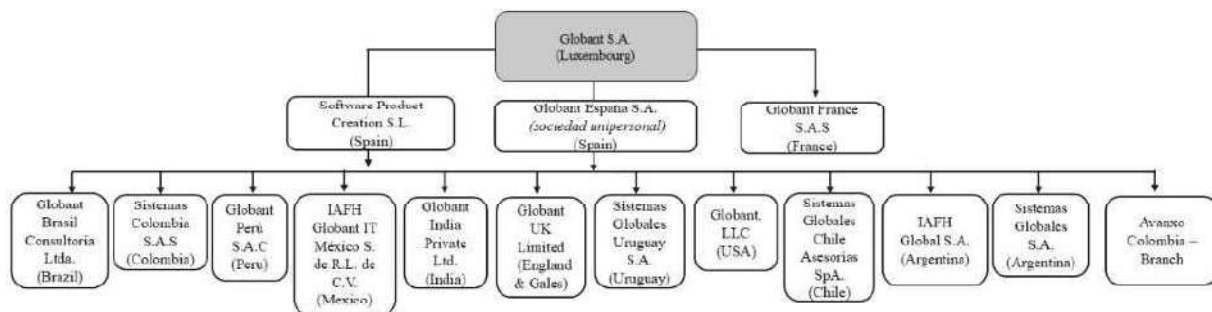 Globant S.A.
(Luxembourg)
Software Product
Creation S.L.
(Spain)
Globant España S.A.
(sociedad unipersonal)
(Spain)
Globant France
S.A.S
(France)
Globant
Brasil
Consultoria
Ltda.
(Brazil)
Sistemas
Colombia
S.A.S
(Colombia)
Globant
Perú
S.A.C
(Peru)
IAFH
Globant IT
México S.
de R.L. de
C.V.
(Mexico)
Globant
India
Private
Ltd.
(India)
Globant
UK
Limited
(England
& Gales)
Sistemas
Globales
Uruguay
S.A.
(Uruguay)
Globant,
LLC
(USA)
Sistemas
Globales
Chile
Asesorias
SpA.
(Chile)
IAFH
Global S.A.
(Argentina)
Sistemas
Globales
S.A.
(Argentina)
Avanxo
Colombia –
Branch